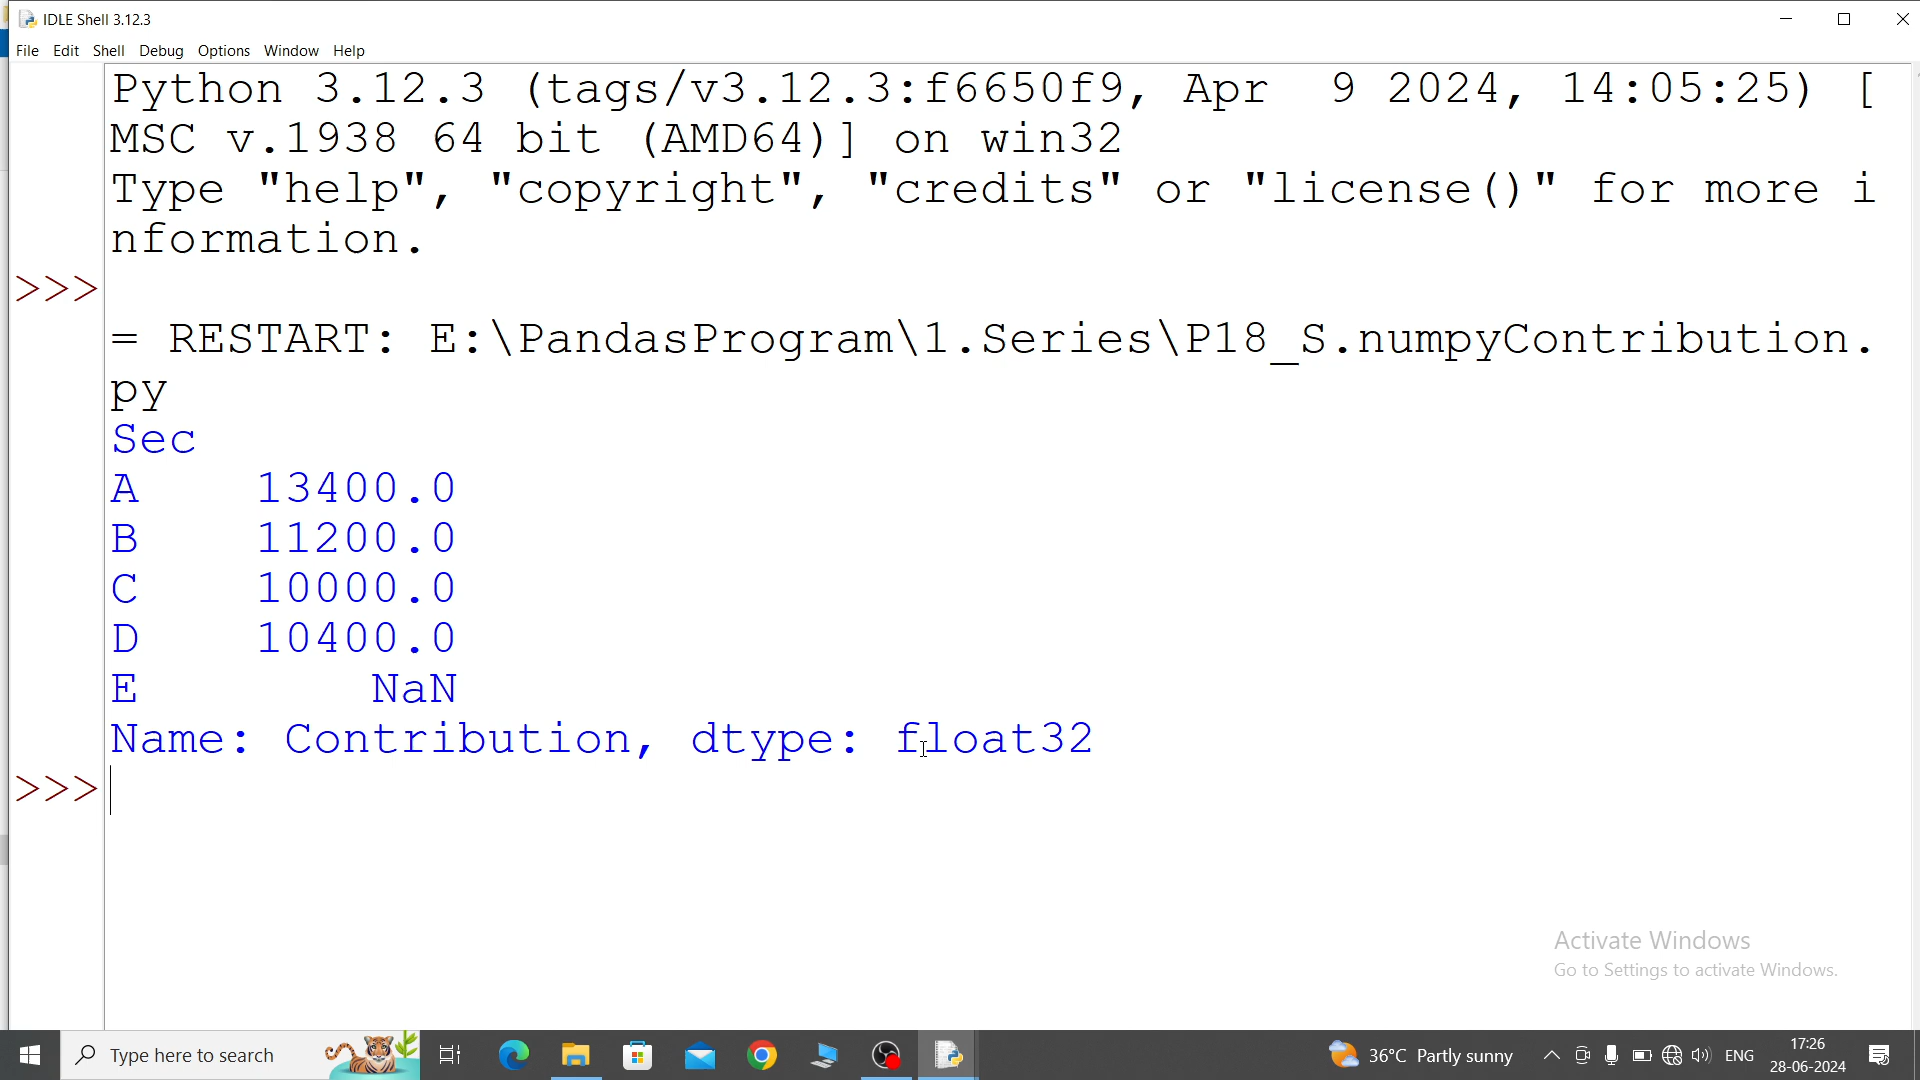 IDLE Shell 3.12.3
File Edit Shell Debug Options Window Help
Python 3.12.3 (tags/v3.12.3:f6650f9, Apr  9 2024, 14:05:25) [
MSC v.1938 64 bit (AMD64)] on win32
Type "help", "copyright", "credits" or "license()" for more i
nformation.
>>>
= RESTART: E:\PandasProgram\1.Series\P18_S.numpyContribution.
py
Sec
A    13400.0
B    11200.0
C    10000.0
D    10400.0
E        NaN
Name: Contribution, dtype: float32
>>>
Activate Windows
Go to Settings to activate Windows.
Type here to search
36°C Partly sunny
ENG
17:26
28-06-2024